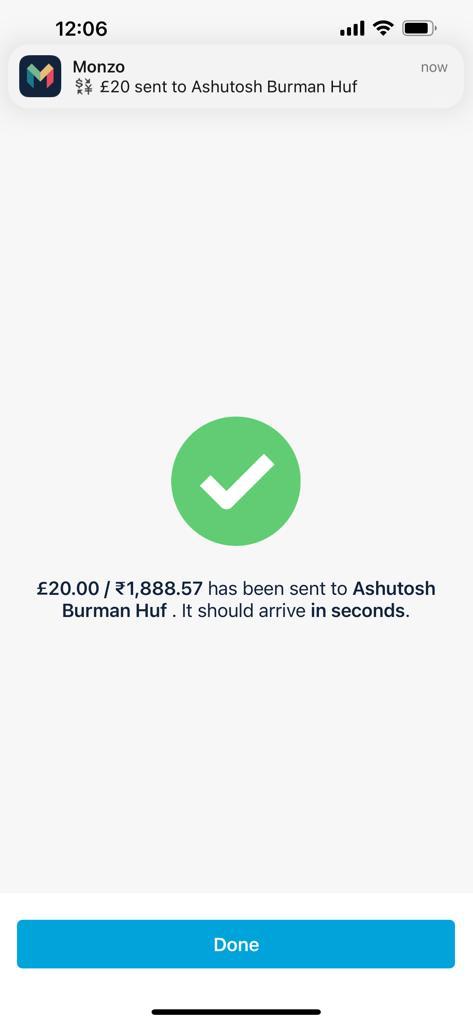 12:06
Monzo
now
💱 £20 sent to Ashutosh Burman Huf
£20.00 / ₹1,888.57 has been sent to Ashutosh
Burman Huf . It should arrive in seconds.
Done